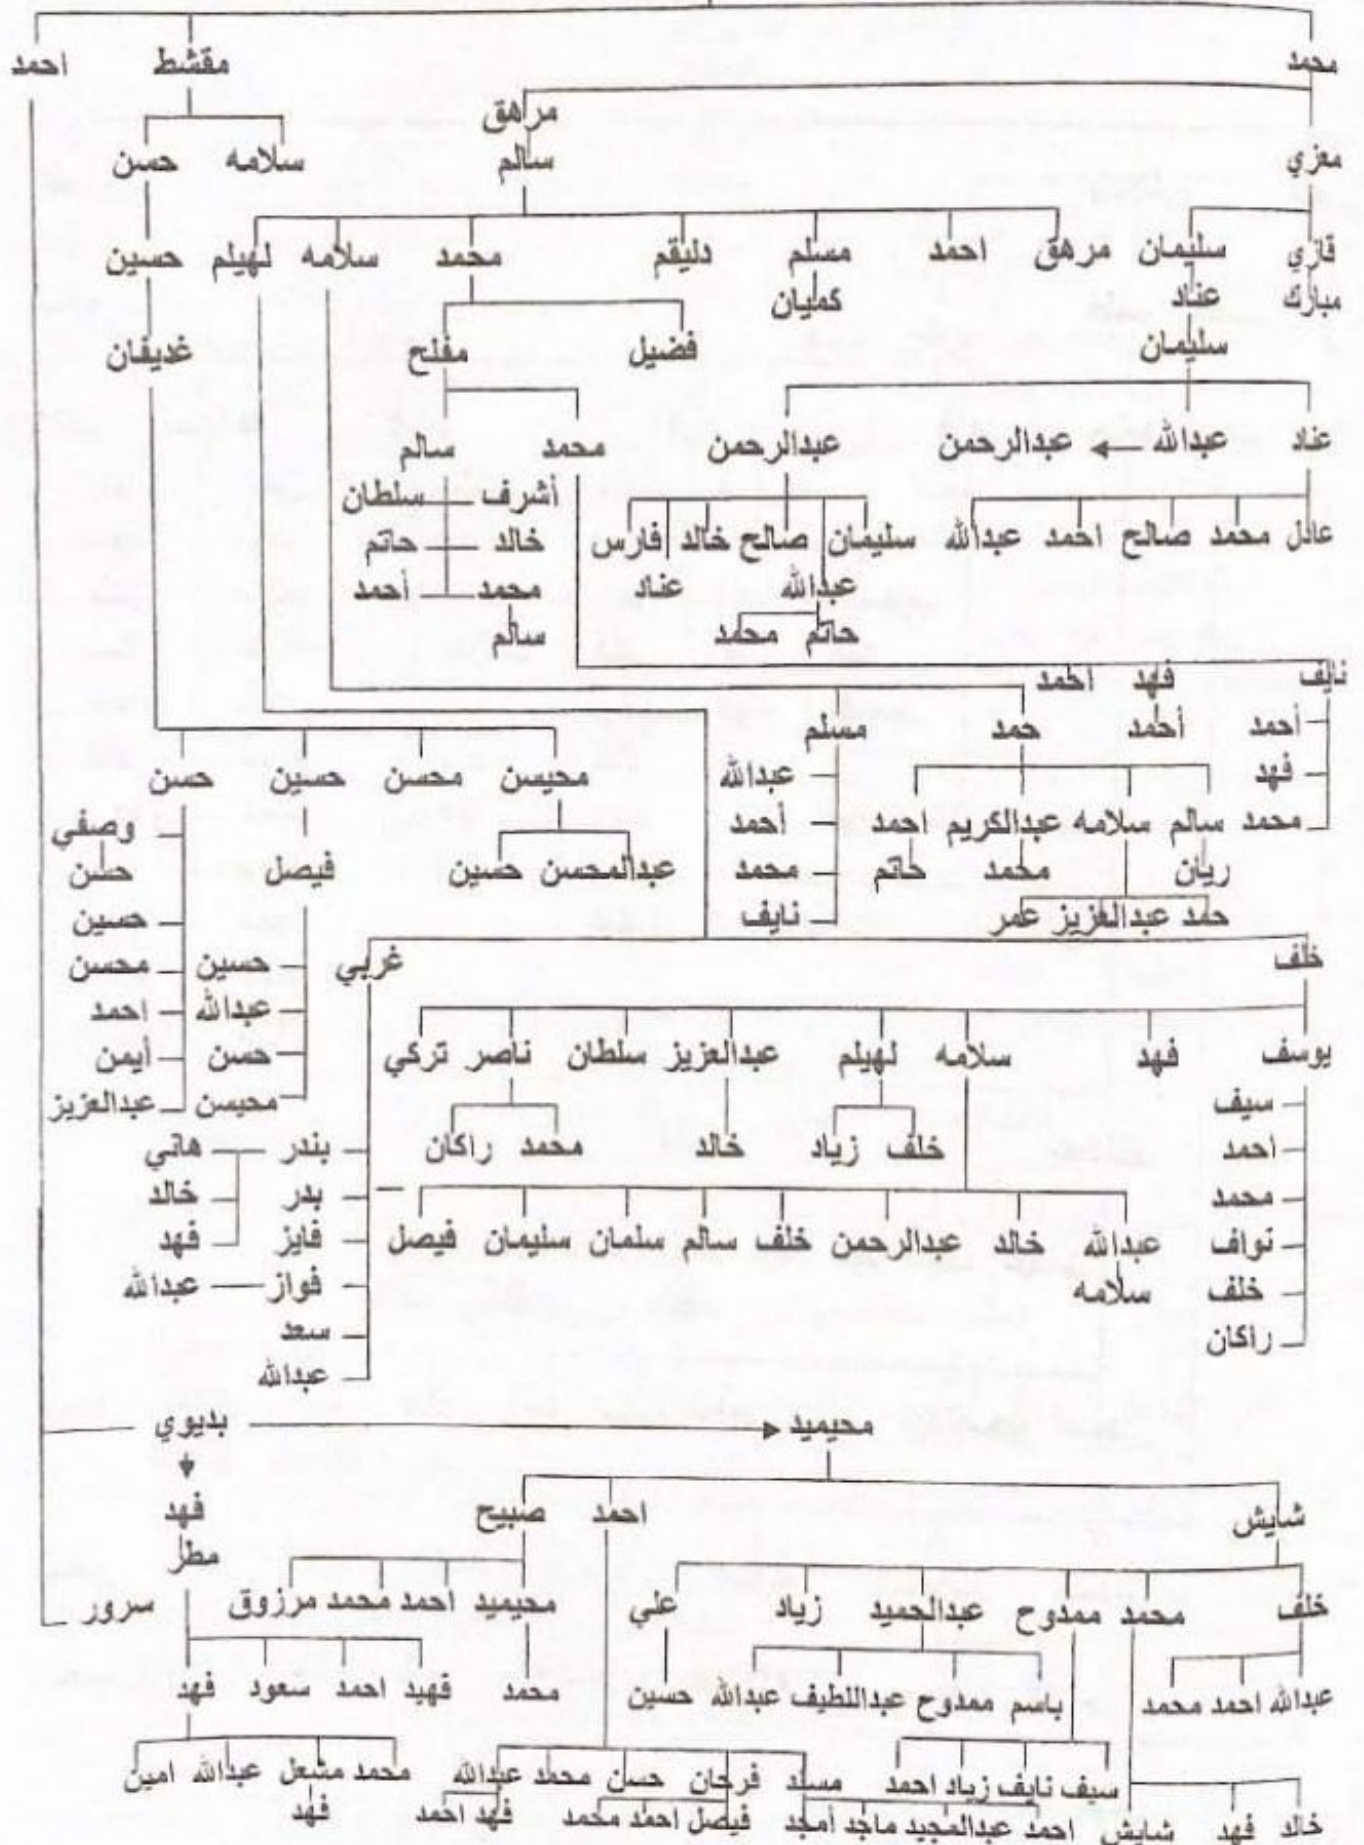 محمد مقشط احمد
مرهق
معزي سالم سلامه حسن
فازي سليمان مرهق احمد مسلم دليقم محمد سلامه لهيلم حسين
مبارك عناد كميان
سليمان فضيل مفلح غديفان
عناد عبدالله عبدالرحمن عبدالرحمن محمد سالم
أشرف سلطان
عادل محمد صالح احمد عبدالله سليمان صالح خالد فارس خالد حاتم
عبدالله عناد محمد أحمد
حاتم محمد سالم
نايف فهد احمد
أحمد أحمد حمد مسلم
فهد عبدالله محيسن محسن حسين حسن
محمد سالم سلامه عبدالكريم احمد أحمد وصفي
ريان محمد حاتم محمد عبدالمحسن حسين فيصل حسن
حمد عبدالعزيز عمر نايف حسين
خلف غربي حسين محسن
عبدالله احمد
يوسف فهد سلامه لهيلم عبدالعزيز سلطان ناصر تركي حسن أيمن
سيف محيسن عبدالعزيز
احمد خلف زياد خالد محمد راكان بندر هاني
محمد بدر خالد
نواف عبدالله خالد عبدالرحمن خلف سالم سلمان سليمان فيصل فايز فهد
خلف سلامه فواز عبدالله
راكان سعد
عبدالله
محيميد بديوي
شايش احمد صبيح فهد
مطر
خلف محمد ممدوح عبدالحميد زياد علي محيميد احمد محمد مرزوق سرور
عبدالله احمد محمد باسم ممدوح عبداللطيف عبدالله حسين محمد فهيد احمد سعود فهد
سيف نايف زياد احمد مسند فرحان حسن محمد عبدالله محمد مشعل عبدالله امين
خالد فهد شايش احمد عبدالمجيد ماجد أمجد فيصل احمد محمد فهد احمد فهد